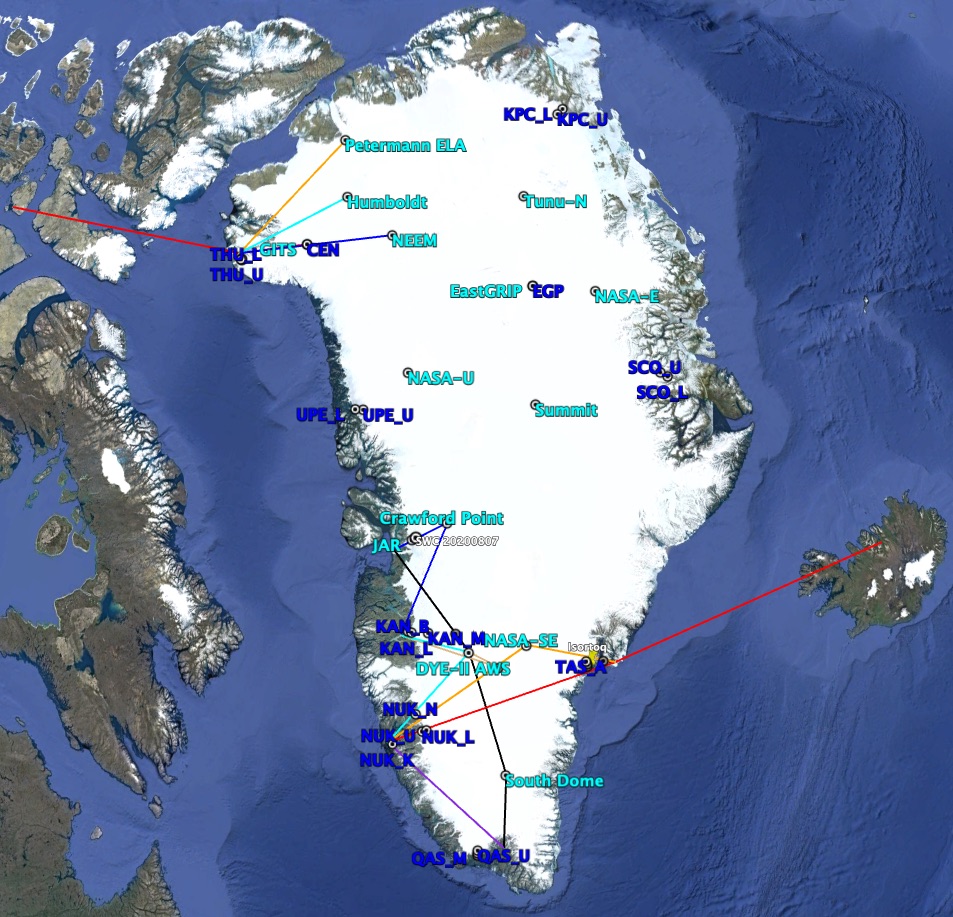 KPC_L
KPC_U
Petermann ELA
Humboldt
Tunu-N
NEEM
GITS
CEN
THU_L
THU_U
EastGRIP
EGP
NASA-E
SCO_U
NASA-U
SCO_L
UPE_L
UPE_U
Summit
Crawford Point
JAR
SWC 20200807
KAN_B
KAN_M
NASA-SE
KAN_L
Isortoq
DYE-II AWS
TAS_A
NUK_N
NUK_U
NUK_L
NUK_K
South Dome
QAS_M
QAS_U